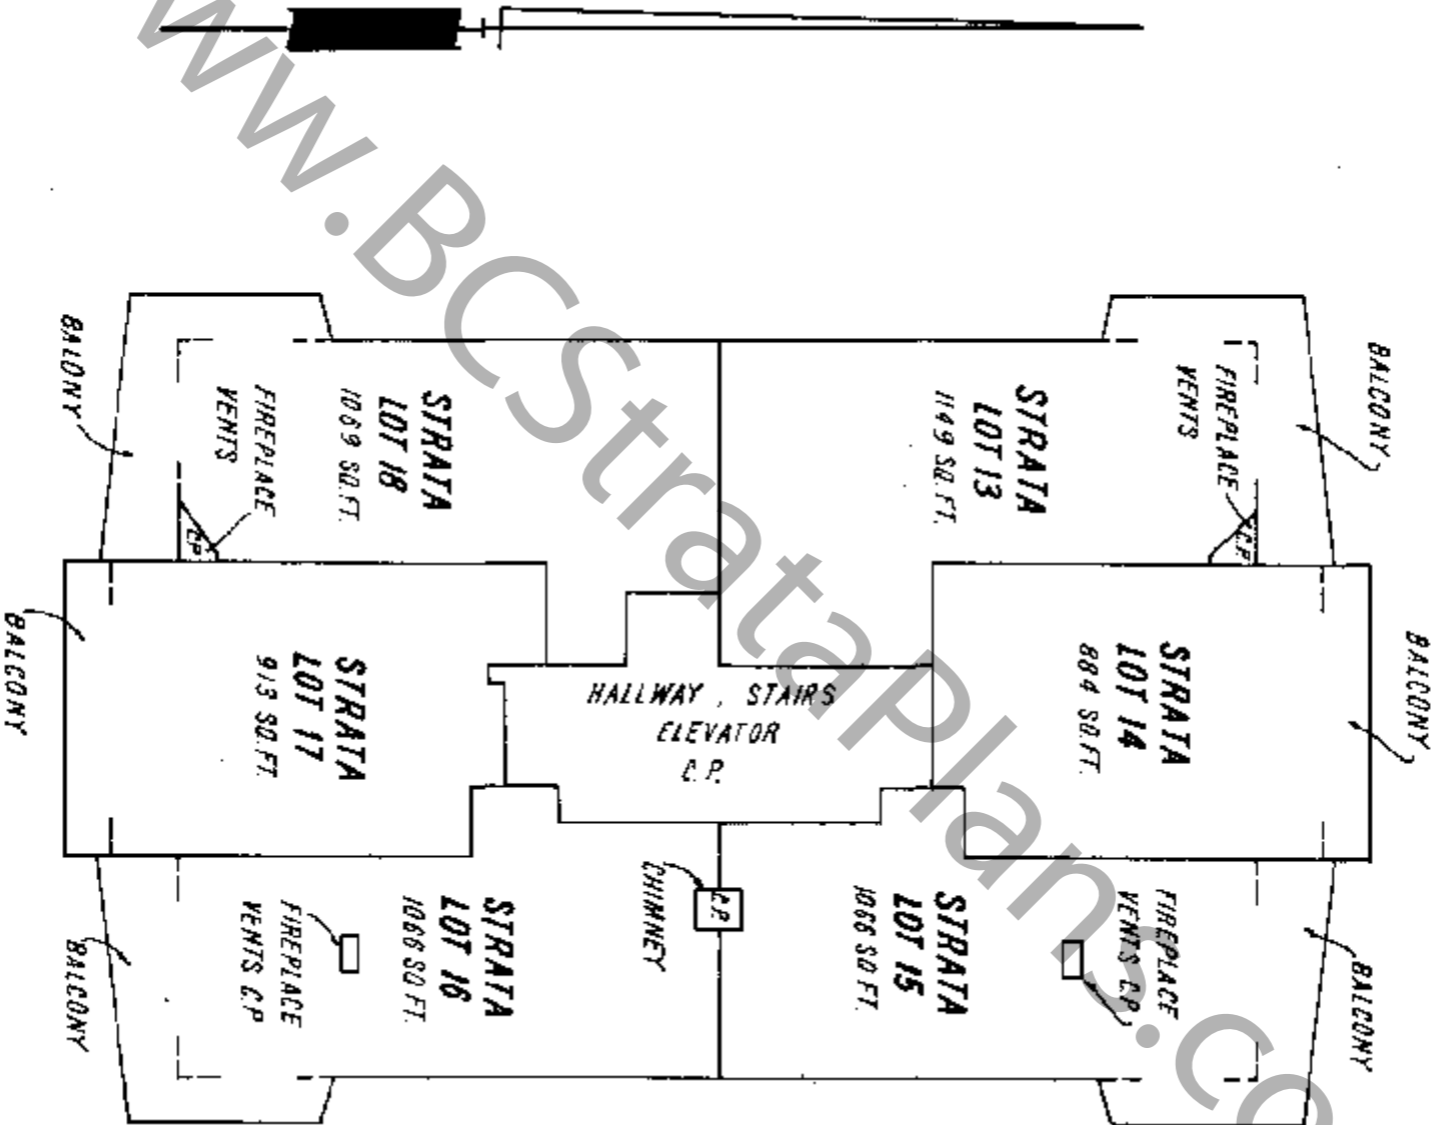 www.BCStrataPlans.co
BALONY
FIREPLACE
VENTS
C.P.
STRATA
LOT 18
1069 SQ.FT.
STRATA
LOT 13
1149 SQ.FT.
FIREPLACE
VENTS
C.P.
BALCONY
BALCONY
STRATA
LOT 17
913 SQ.FT.
HALLWAY, STAIRS
ELEVATOR
C.P.
STRATA
LOT 14
884 SQ.FT.
BALCONY
BALCONY
FIREPLACE
VENTS C.P.
STRATA
LOT 16
1066 SQ FT.
CHIMNEY
C.P.
STRATA
LOT 15
1066 SQ FT.
FIREPLACE
VENTS C.P.
BALCONY